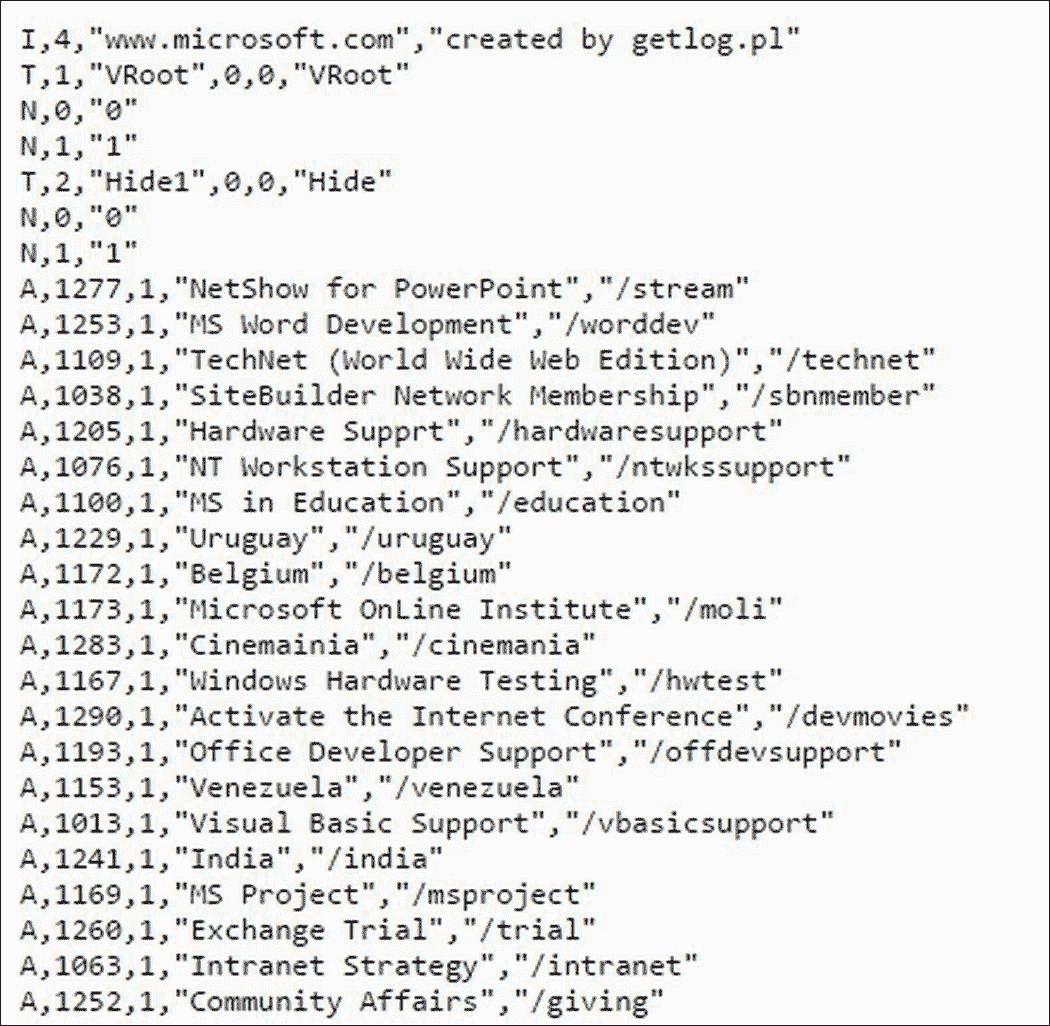 I,4,"www.microsoft.com","created by getlog.pl"
T,1,"VRoot",0,0,"VRoot"
N,0,"0"
N,1,"1"
T,2,"Hide1",0,0,"Hide"
N,0,"0"
N,1,"1"
A,1277,1,"NetShow for PowerPoint","/stream"
A,1253,1,"MS Word Development","/worddev"
A,1109,1,"TechNet (World Wide Web Edition)","/technet"
A,1038,1,"SiteBuilder Network Membership","/sbnmember"
A,1205,1,"Hardware Supprt","/hardwaresupport"
A,1076,1,"NT Workstation Support","/ntwkssupport"
A,1100,1,"MS in Education","/education"
A,1229,1,"Uruguay","/uruguay"
A,1172,1,"Belgium","/belgium"
A,1173,1,"Microsoft OnLine Institute","/moli"
A,1283,1,"Cinemainia","/cinemania"
A,1167,1,"Windows Hardware Testing","/hwtest"
A,1290,1,"Activate the Internet Conference","/devmovies"
A,1193,1,"Office Developer Support","/offdevsupport"
A,1153,1,"Venezuela","/venezuela"
A,1013,1,"Visual Basic Support","/vbasicsupport"
A,1241,1,"India","/india"
A,1169,1,"MS Project","/msproject"
A,1260,1,"Exchange Trial","/trial"
A,1063,1,"Intranet Strategy","/intranet"
A,1252,1,"Community Affairs","/giving"